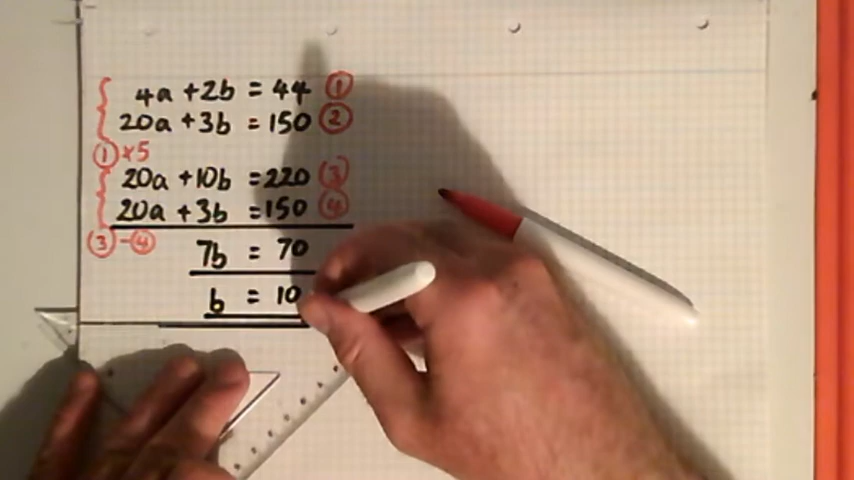 4a + 2b = 44 ①
20a + 3b = 150 ②
① × 5
20a + 10b = 220 ③
20a + 3b = 150 ④
③ - ④ 7b = 70
b = 10